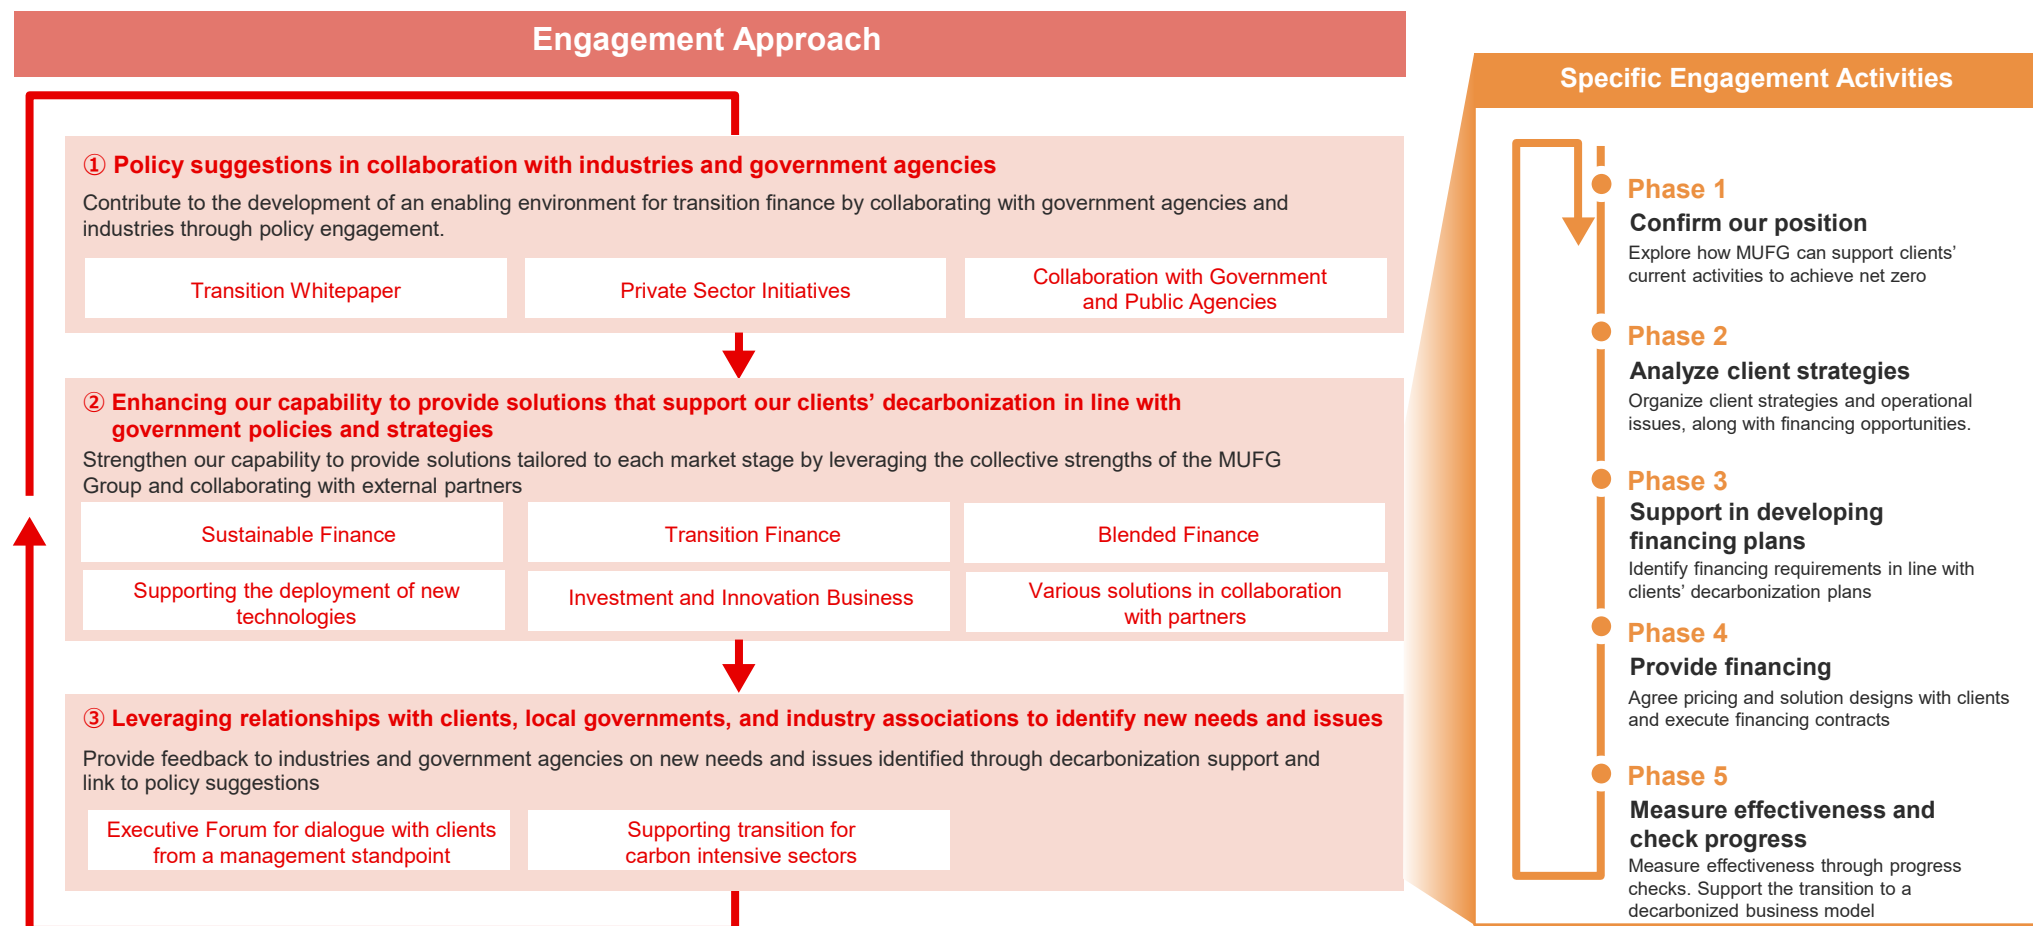 Engagement Approach
① Policy suggestions in collaboration with industries and government agencies
Contribute to the development of an enabling environment for transition finance by collaborating with government agencies and
industries through policy engagement.
Transition Whitepaper
Private Sector Initiatives
Collaboration with Government
and Public Agencies
② Enhancing our capability to provide solutions that support our clients’ decarbonization in line with
government policies and strategies
Strengthen our capability to provide solutions tailored to each market stage by leveraging the collective strengths of the MUFG
Group and collaborating with external partners
Sustainable Finance
Transition Finance
Blended Finance
Supporting the deployment of new
technologies
Investment and Innovation Business
Various solutions in collaboration
with partners
③ Leveraging relationships with clients, local governments, and industry associations to identify new needs and issues
Provide feedback to industries and government agencies on new needs and issues identified through decarbonization support and
link to policy suggestions
Executive Forum for dialogue with clients
from a management standpoint
Supporting transition for
carbon intensive sectors
Specific Engagement Activities
Phase 1
Confirm our position
Explore how MUFG can support clients’
current activities to achieve net zero
Phase 2
Analyze client strategies
Organize client strategies and operational
issues, along with financing opportunities.
Phase 3
Support in developing
financing plans
Identify financing requirements in line with
clients’ decarbonization plans
Phase 4
Provide financing
Agree pricing and solution designs with clients
and execute financing contracts
Phase 5
Measure effectiveness and
check progress
Measure effectiveness through progress
checks. Support the transition to a
decarbonized business model